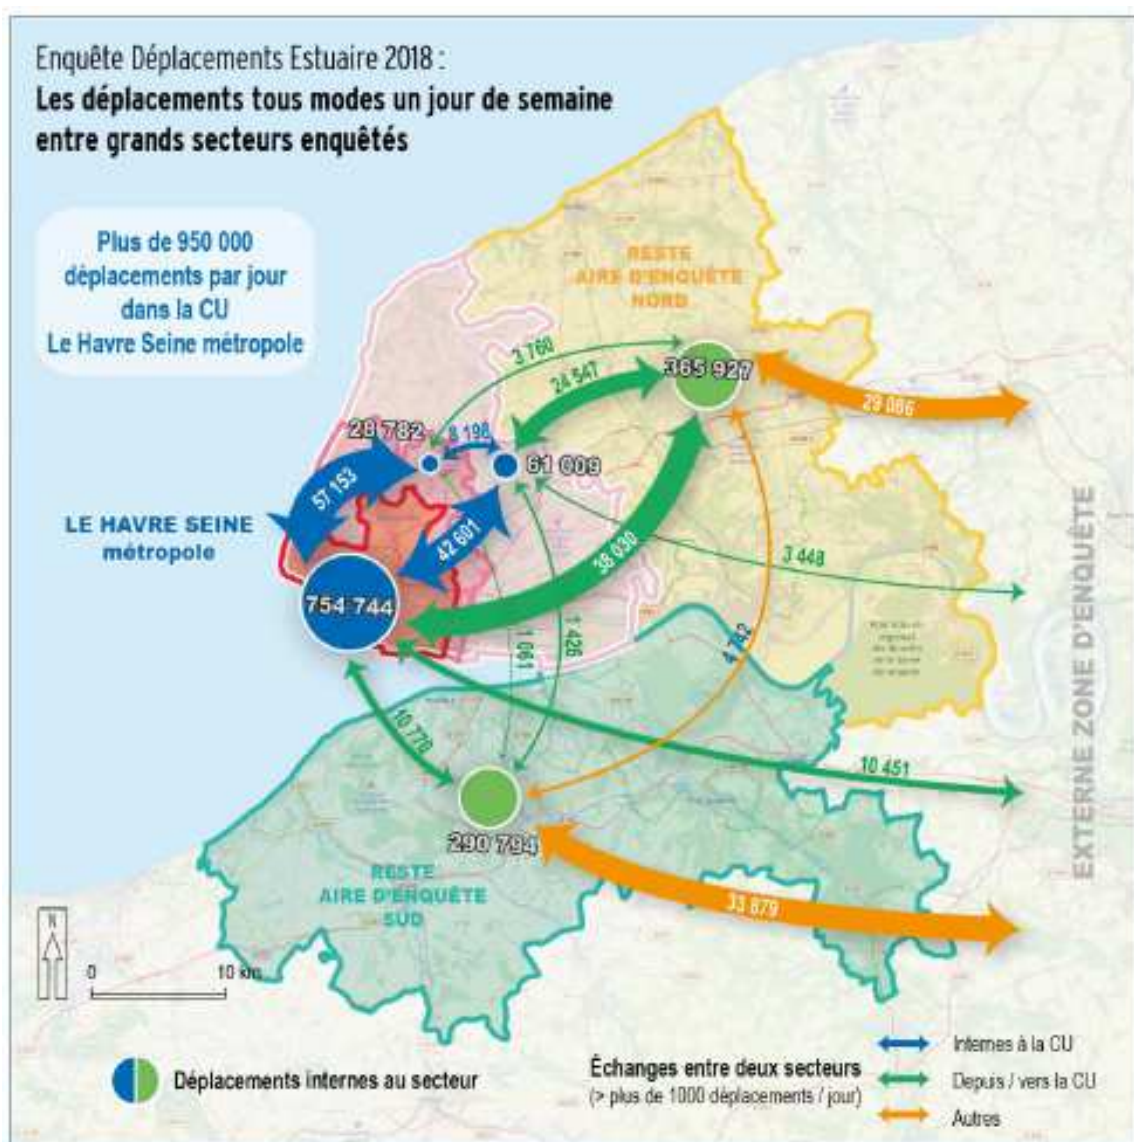 Enquête Déplacements Estuaire 2018 :
Les déplacements tous modes un jour de semaine
entre grands secteurs enquêtés
Plus de 950 000
déplacements par jour
dans la CU
Le Havre Seine métropole
RESTE
AIRE D'ENQUÊTE
NORD
3 760
24 547
365 927
29 086
28 782
8 198
61 009
57 153
LE HAVRE SEINE
métropole
42 601
38 030
3 448
754 744
1 061
1 426
4 742
10 770
10 451
EXTERNE ZONE D'ENQUÊTE
290 794
RESTE
AIRE D'ENQUÊTE
SUD
33 879
N
0 10 km
Déplacements internes au secteur
Échanges entre deux secteurs
(> plus de 1000 déplacements / jour)
Internes à la CU
Depuis / vers la CU
Autres